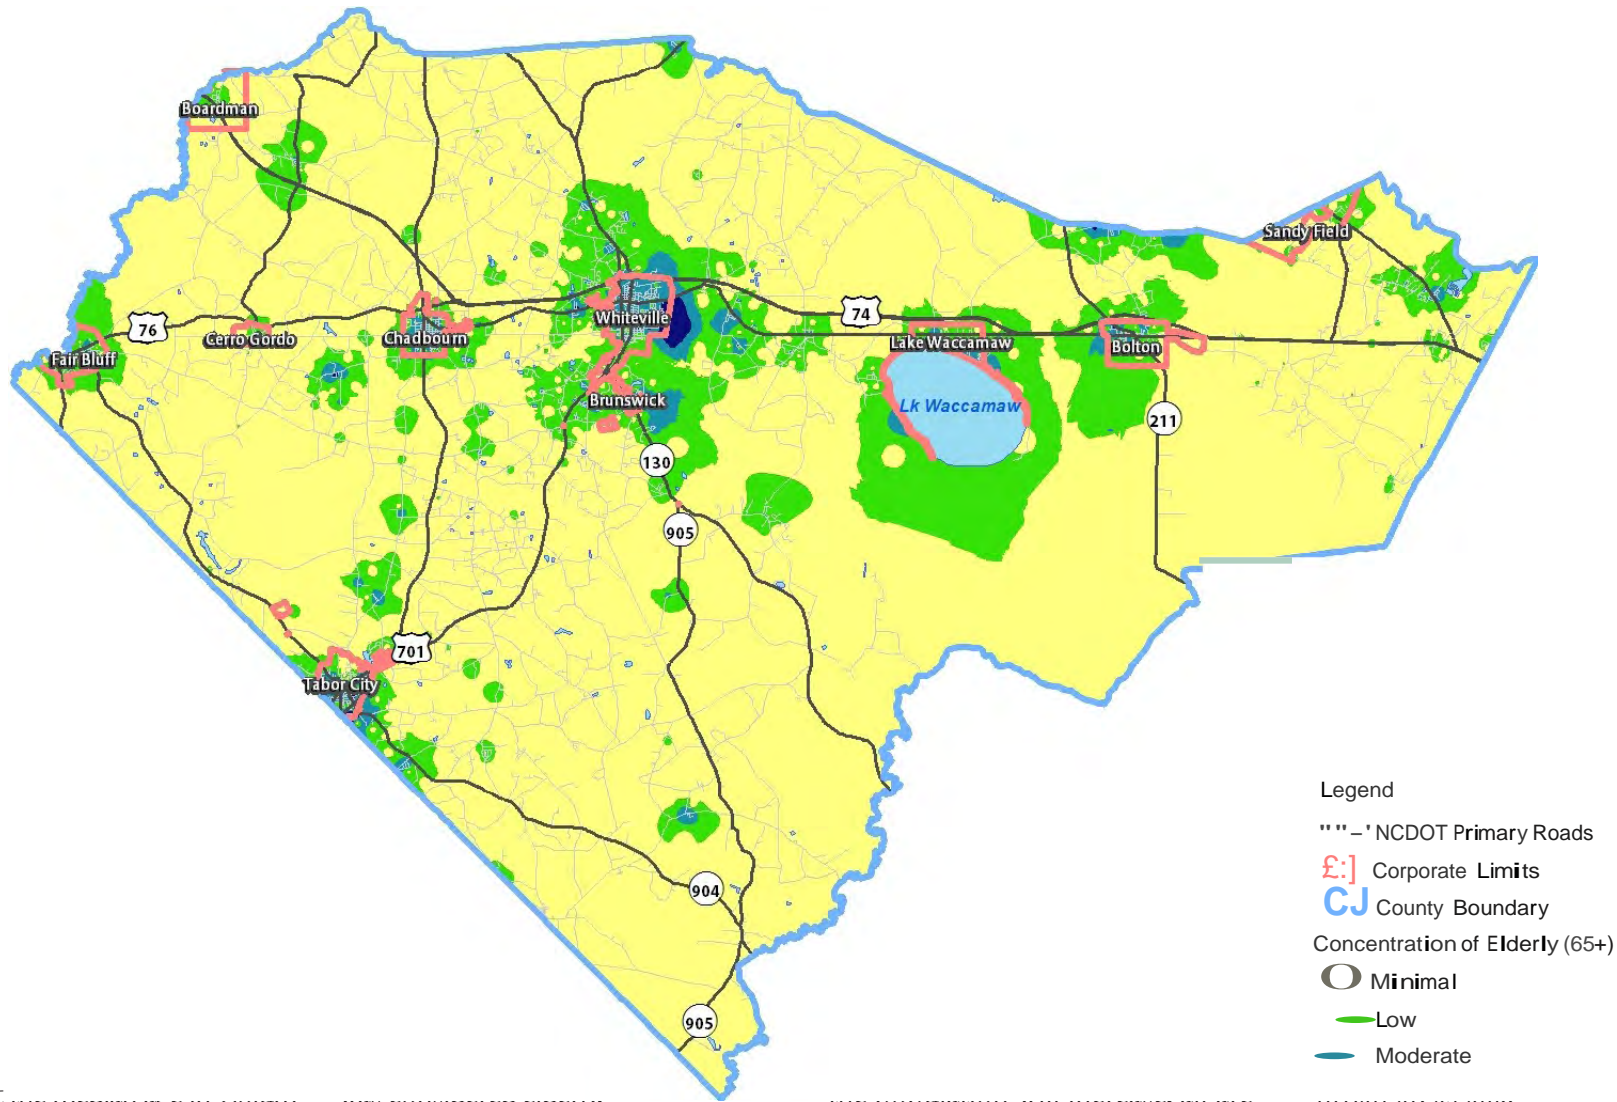 Boardman
Sandy Field
Whiteville
74
76
Cerro Gordo
Chadbourn
Lake Waccamaw
Bolton
Fair Bluff
Brunswick
Lk Waccamaw
211
130
905
701
Tabor City
904
905
Legend
NCDOT Primary Roads
£:] Corporate Limits
CJ County Boundary
Concentration of Elderly (65+)
Minimal
Low
Moderate